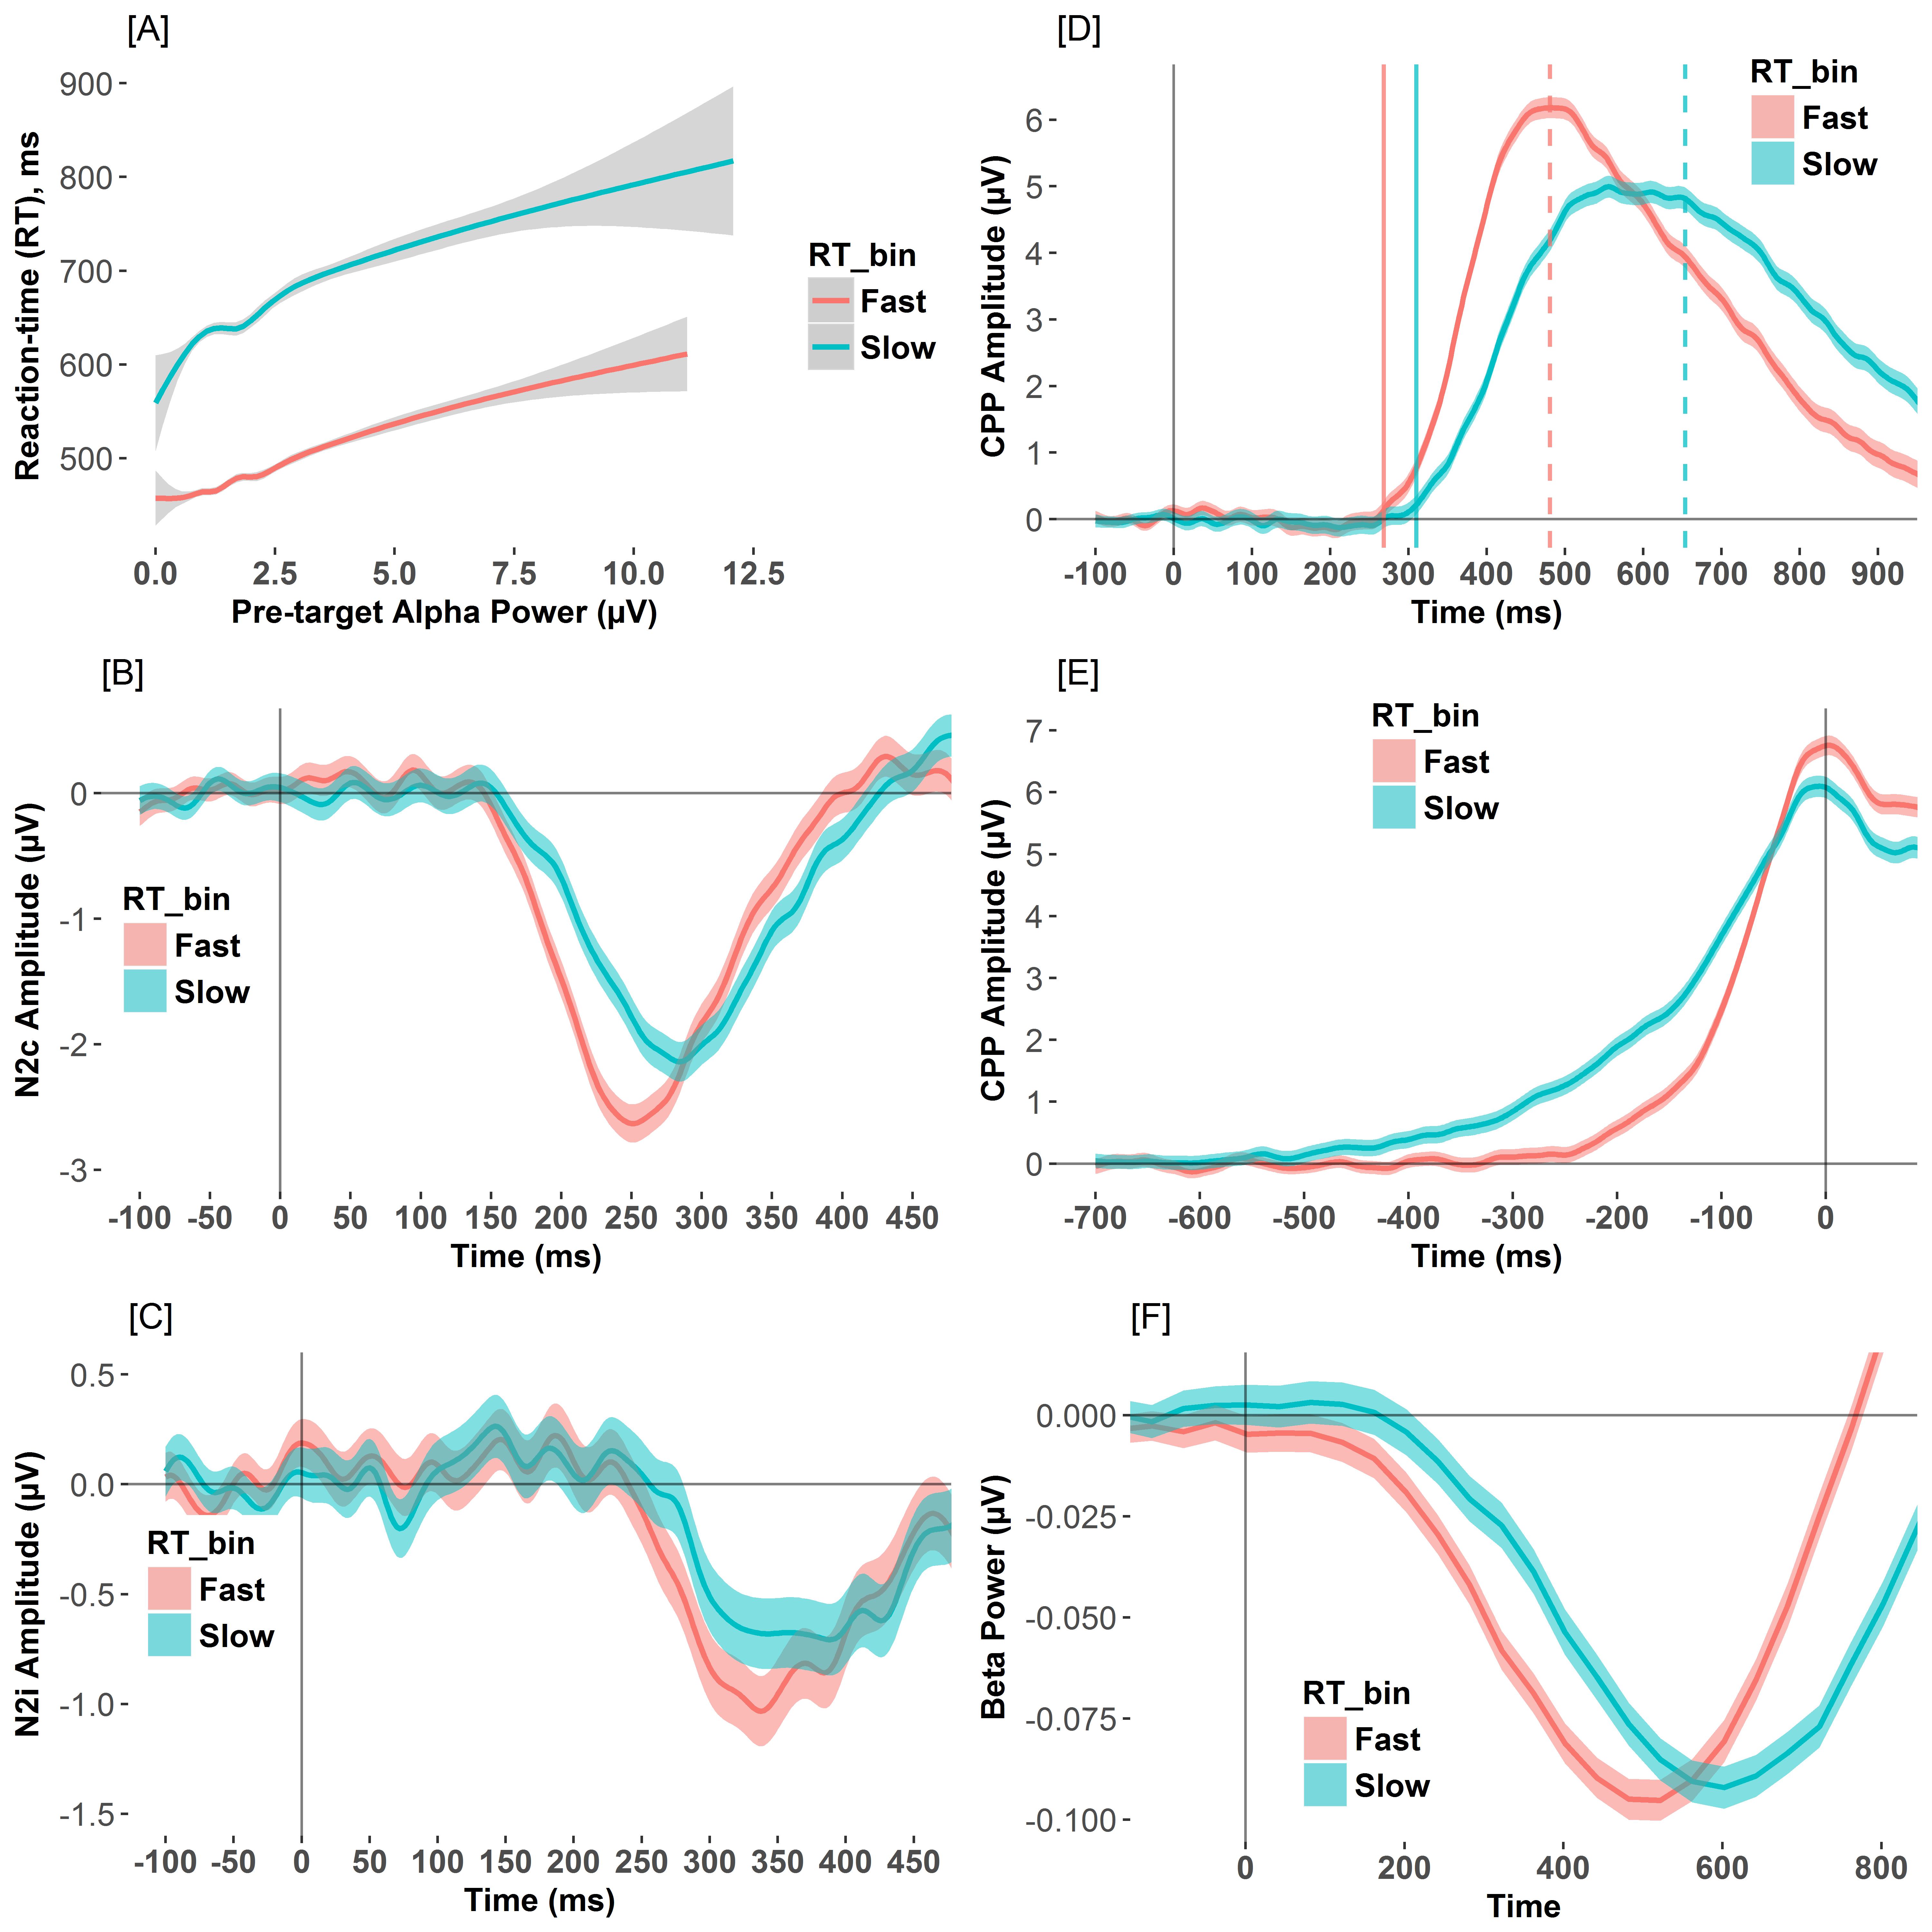 [A]
900
800
700
600
500
Reaction-time (RT), ms
0.0 2.5 5.0 7.5 10.0 12.5
Pre-target Alpha Power (µV)
RT_bin
Fast
Slow
[D]
6
5
4
3
2
1
0
CPP Amplitude (µV)
-100 0 100 200 300 400 500 600 700 800 900
Time (ms)
RT_bin
Fast
Slow
[B]
0
-1
-2
-3
N2c Amplitude (µV)
-100 -50 0 50 100 150 200 250 300 350 400 450
Time (ms)
RT_bin
Fast
Slow
[E]
7
6
5
4
3
2
1
0
CPP Amplitude (µV)
-700 -600 -500 -400 -300 -200 -100 0
Time (ms)
RT_bin
Fast
Slow
[C]
0.5
0.0
-0.5
-1.0
-1.5
N2i Amplitude (µV)
-100 -50 0 50 100 150 200 250 300 350 400 450
Time (ms)
RT_bin
Fast
Slow
[F]
0.000
-0.025
-0.050
-0.075
-0.100
Beta Power (µV)
0 200 400 600 800
Time
RT_bin
Fast
Slow